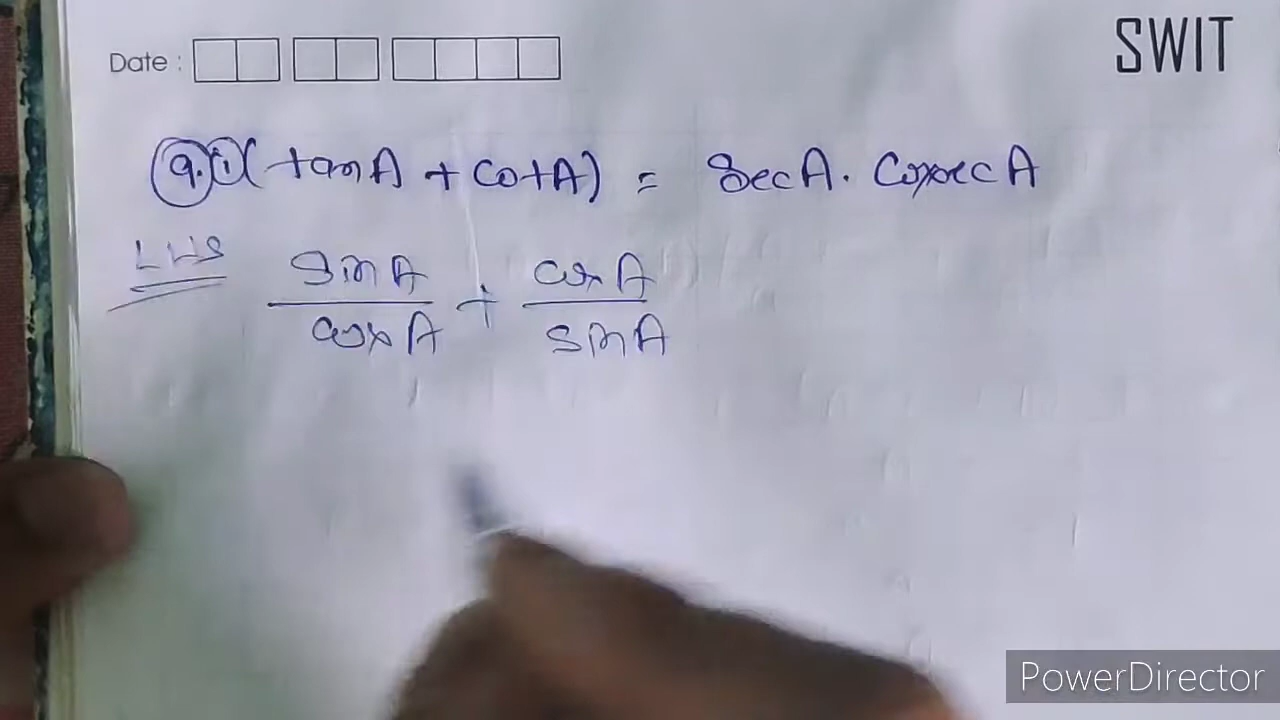 Date : SWIT
9. i ( tanA + cotA) = SecA. CosecA
LHS sinA/cosA + cosA/sinA
PowerDirector